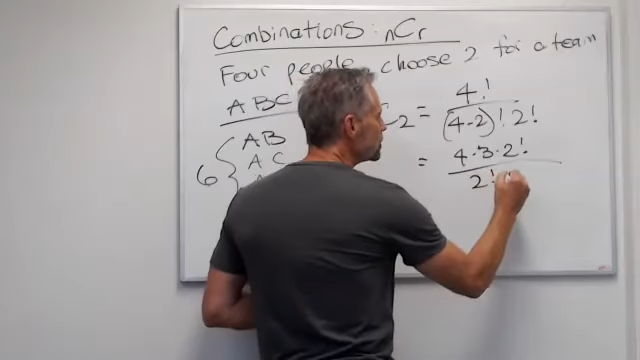 Combinations : nCr
Four people, choose 2 for a team
ABC C2 = 4! / (4-2)! · 2!
6 { AB
AC = 4·3·2! / 2!